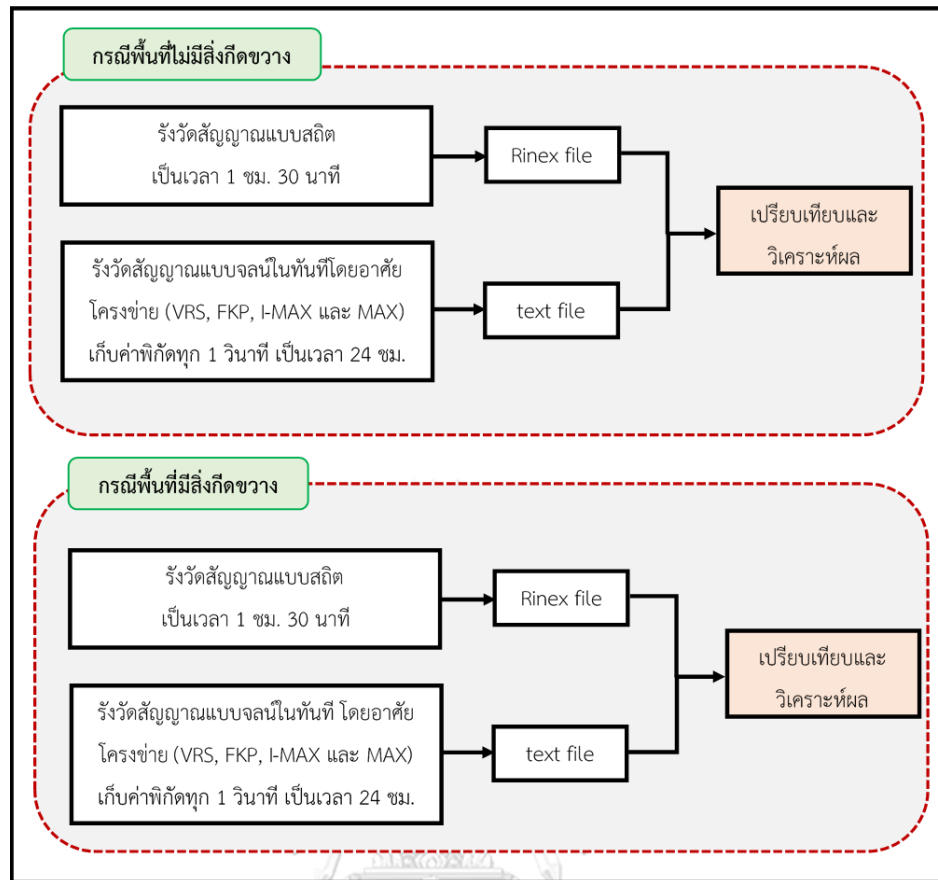 กรณีพื้นที่ไม่มีสิ่งกีดขวาง
รังวัดสัญญาณแบบสถิต
เป็นเวลา 1 ชม. 30 นาที
Rinex file
เปรียบเทียบและ
วิเคราะห์ผล
รังวัดสัญญาณแบบจลน์ในทันทีโดยอาศัย
โครงข่าย (VRS, FKP, I-MAX และ MAX)
เก็บค่าพิกัดทุก 1 วินาที เป็นเวลา 24 ชม.
text file
กรณีพื้นที่มีสิ่งกีดขวาง
รังวัดสัญญาณแบบสถิต
เป็นเวลา 1 ชม. 30 นาที
Rinex file
เปรียบเทียบและ
วิเคราะห์ผล
รังวัดสัญญาณแบบจลน์ในทันที โดยอาศัย
โครงข่าย (VRS, FKP, I-MAX และ MAX)
เก็บค่าพิกัดทุก 1 วินาที เป็นเวลา 24 ชม.
text file